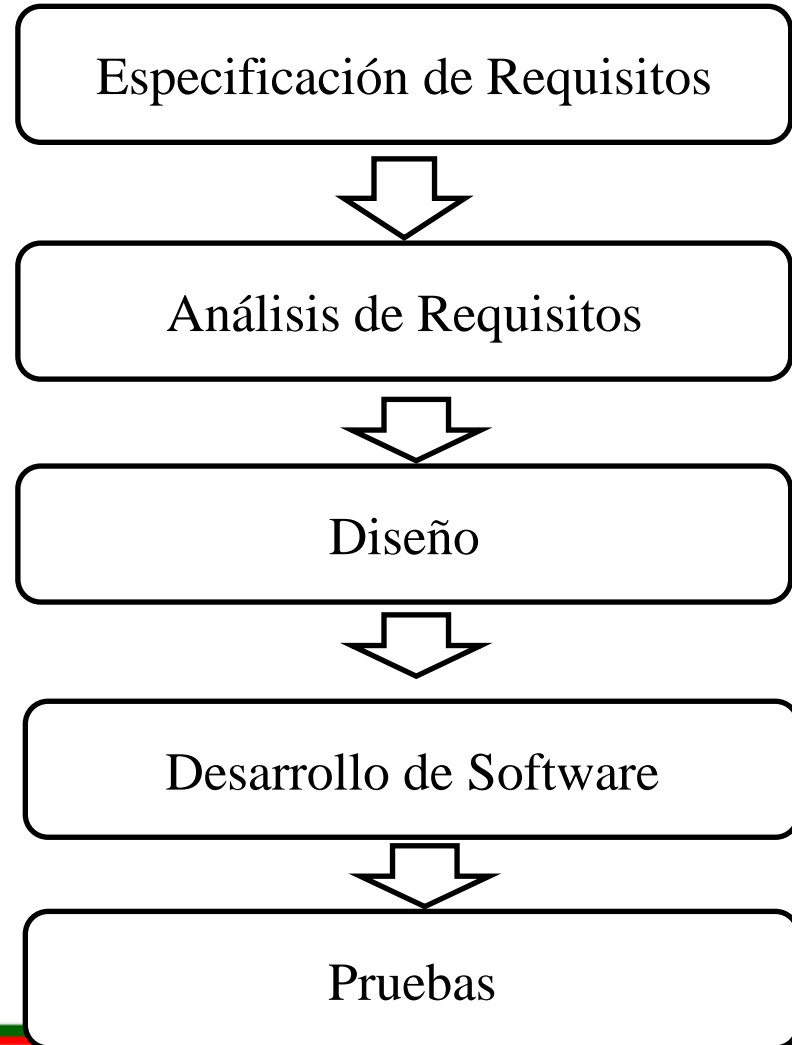 Especificación de Requisitos
Análisis de Requisitos
Diseño
Desarrollo de Software
Pruebas